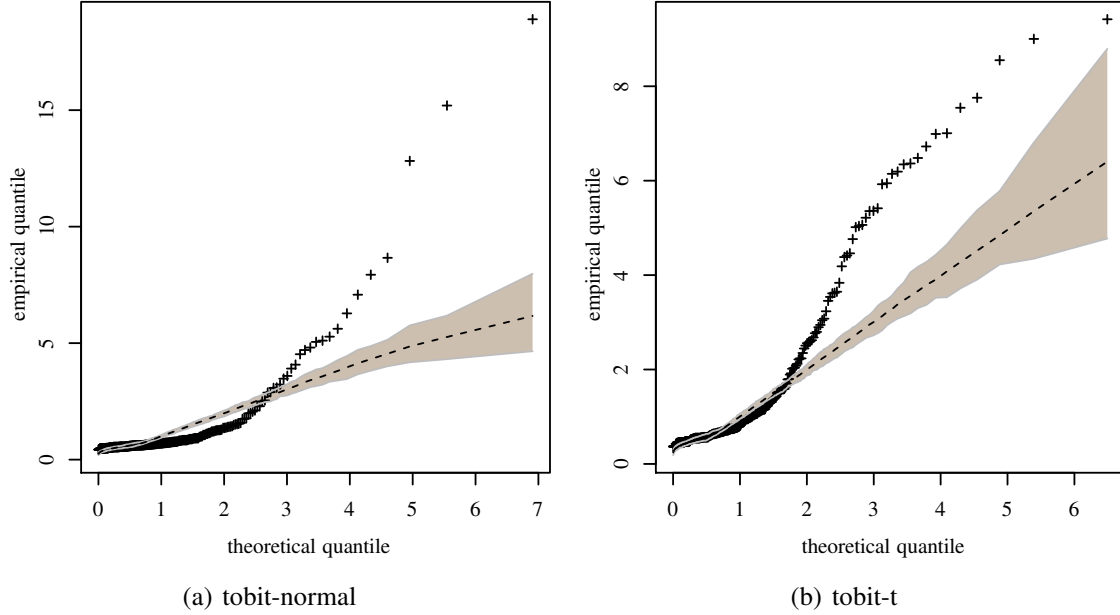 empirical quantile
15
10
5
0
0 1 2 3 4 5 6 7
theoretical quantile
(a) tobit-normal
empirical quantile
8
6
4
2
0
0 1 2 3 4 5 6
theoretical quantile
(b) tobit-t